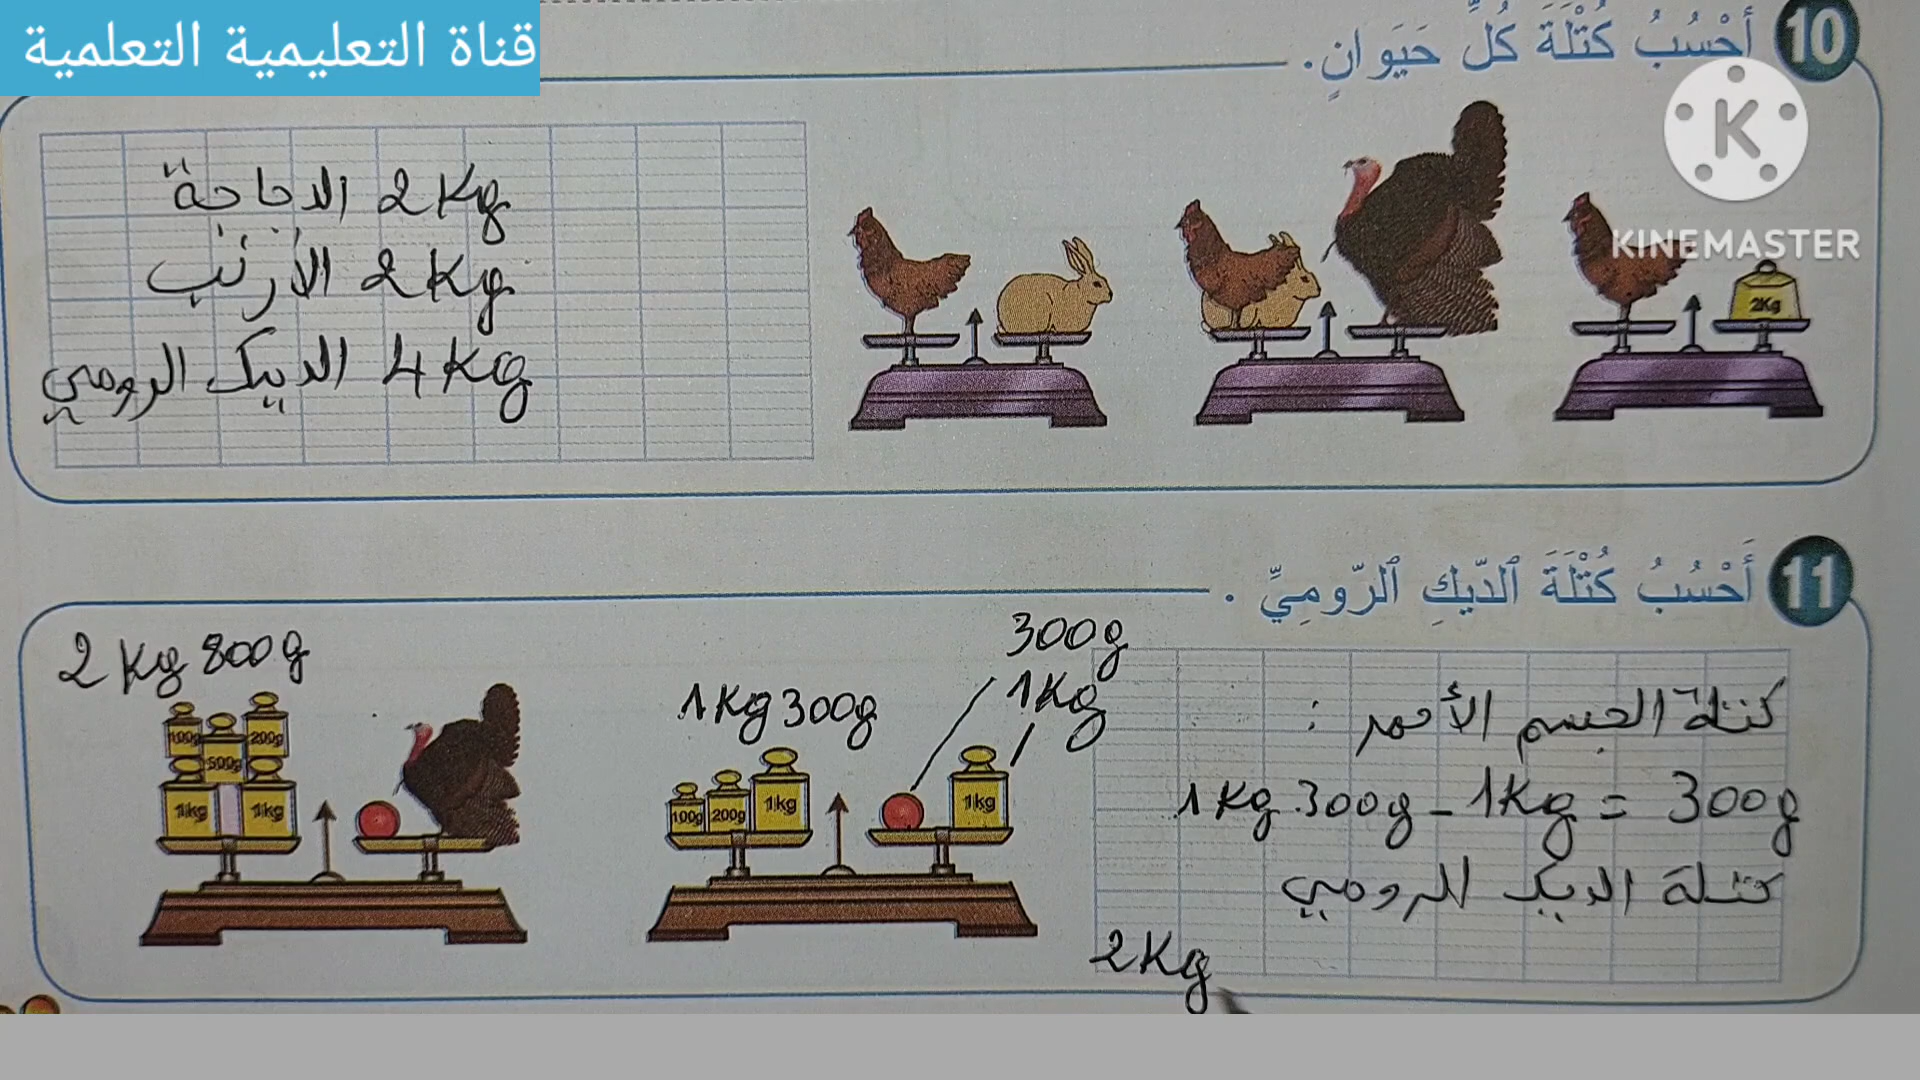 قناة التعليمية التعلمية
10 أَحْسُبُ كُتْلَةَ كُلِّ حَيَوَانٍ.
KINEMASTER
2Kg الدجاجة
2Kg الأرنب
4Kg الديك الرومي
2Kg
11 أَحْسُبُ كُتْلَةَ ٱلدّيكِ ٱلرّومِيِّ.
2Kg 800g
100g 200g
500g
1kg 1kg
1Kg 300g
100g 200g 1kg
300g
1Kg
1kg
كتلة الجسم الأحمر :
1Kg 300g - 1Kg = 300g
كتلة الديك الرومي
2Kg